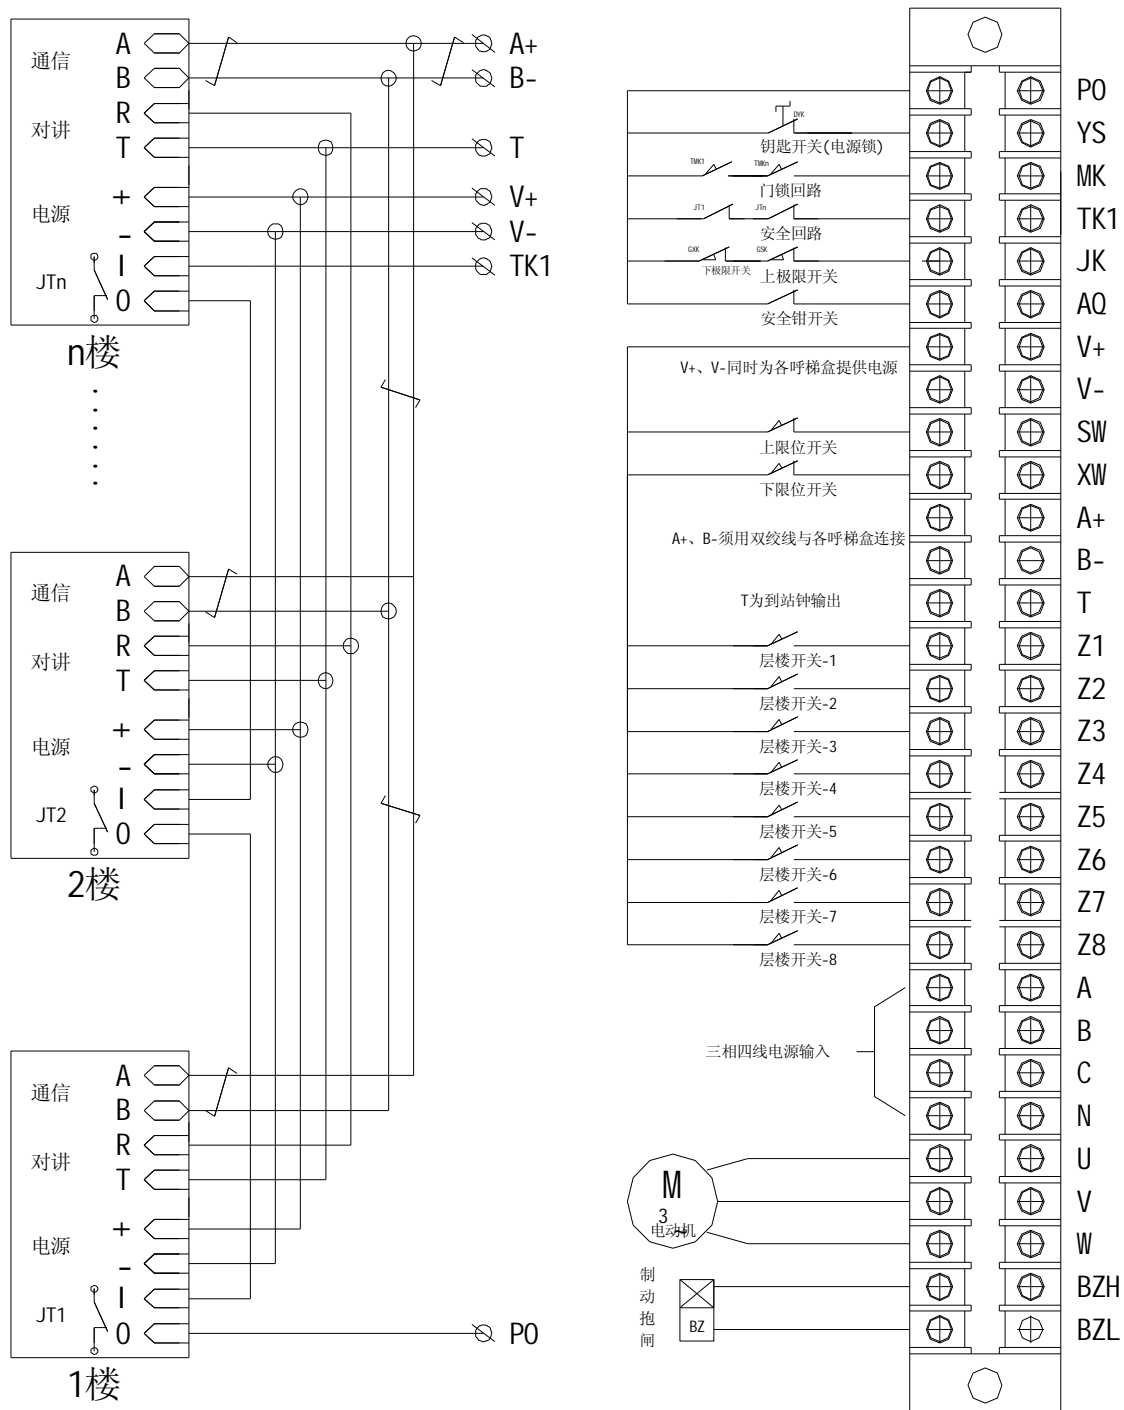 通信
A
B
对讲
R
T
电源
+
-
JTn
I
O
n楼
A+
B-
T
V+
V-
TK1
通信
A
B
对讲
R
T
电源
+
-
JT2
I
O
2楼
通信
A
B
对讲
R
T
电源
+
-
JT1
I
O
1楼
P0
DYK
钥匙开关(电源锁)
TMK1
TMKn
门锁回路
JT1
JTn
安全回路
GXK
GSK
下极限开关
上极限开关
安全钳开关
V+、V-同时为各呼梯盒提供电源
上限位开关
下限位开关
A+、B-须用双绞线与各呼梯盒连接
T为到站钟输出
层楼开关-1
层楼开关-2
层楼开关-3
层楼开关-4
层楼开关-5
层楼开关-6
层楼开关-7
层楼开关-8
三相四线电源输入
M
3~
电动机
制动抱闸
BZ
P0
YS
MK
TK1
JK
AQ
V+
V-
SW
XW
A+
B-
T
Z1
Z2
Z3
Z4
Z5
Z6
Z7
Z8
A
B
C
N
U
V
W
BZH
BZL